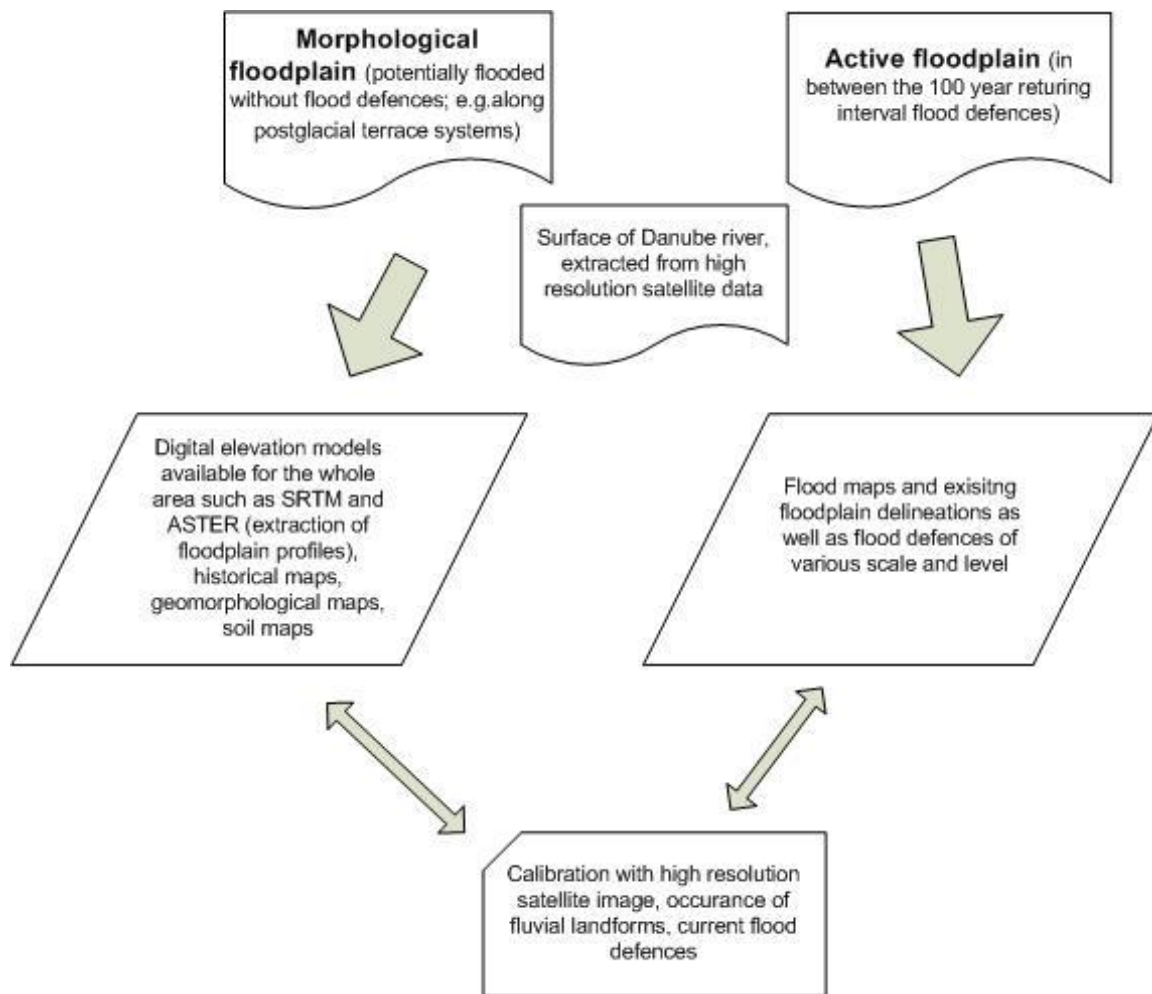 Morphological
floodplain (potentially flooded
without flood defences; e.g.along
postglacial terrace systems)
Active floodplain (in
between the 100 year returing
interval flood defences)
Surface of Danube river,
extracted from high
resolution satellite data
Digital elevation models
available for the whole
area such as SRTM and
ASTER (extraction of
floodplain profiles),
historical maps,
geomorphological maps,
soil maps
Flood maps and exisitng
floodplain delineations as
well as flood defences of
various scale and level
Calibration with high resolution
satellite image, occurance of
fluvial landforms, current flood
defences